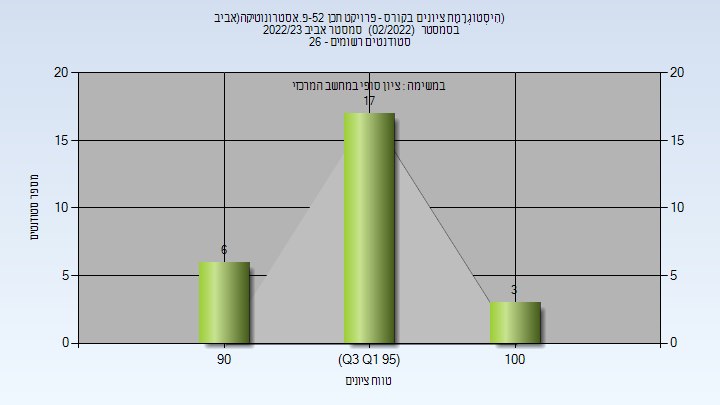 (היסטוגרמת ציונים בקורס - פרויקט תכן 52-פ.אסטרונוטיקה(אביב
בסמסטר (02/2022) סמסטר אביב 2022/23
סטודנטים רשומים - 26
במשימה : ציון סופי במחשב המרכזי
20 20
17
15 15
10 10
6
5 5
3
0 0
מספר סטודנטים
90 (Q3 Q1 95) 100
טווח ציונים